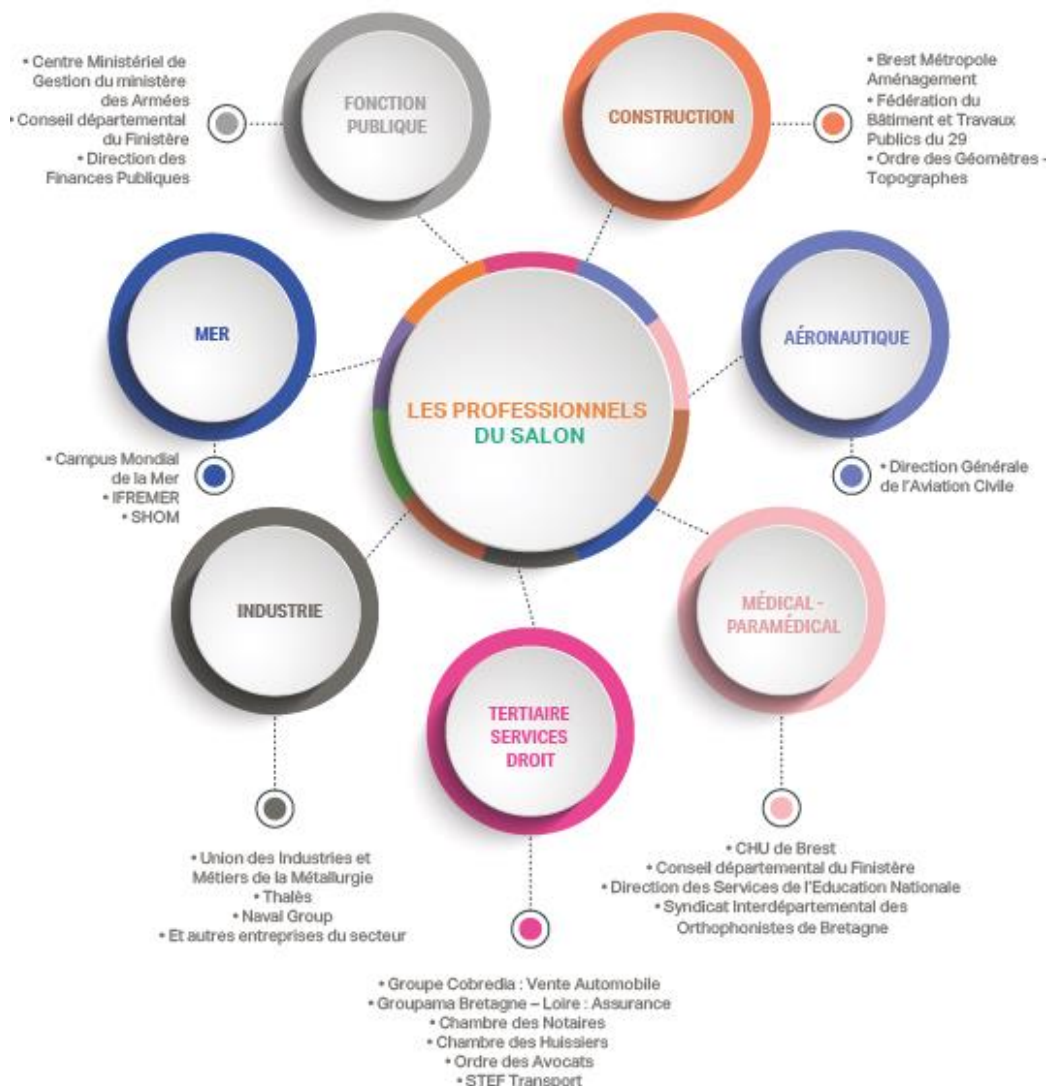 • Centre Ministériel de
Gestion du ministère
des Armées
• Conseil départemental
du Finistère
• Direction des
Finances Publiques
FONCTION
PUBLIQUE
CONSTRUCTION
• Brest Métropole
Aménagement
• Fédération du
Bâtiment et Travaux
Publics du 29
• Ordre des Géomètres -
Topographes
MER
• Campus Mondial
de la Mer
• IFREMER
• SHOM
LES PROFESSIONNELS
DU SALON
AÉRONAUTIQUE
• Direction Générale
de l'Aviation Civile
INDUSTRIE
• Union des Industries et
Métiers de la Métallurgie
• Thalès
• Naval Group
• Et autres entreprises du secteur
TERTIAIRE
SERVICES
DROIT
• Groupe Cobredia : Vente Automobile
• Groupama Bretagne – Loire : Assurance
• Chambre des Notaires
• Chambre des Huissiers
• Ordre des Avocats
• STEF Transport
MÉDICAL -
PARAMÉDICAL
• CHU de Brest
• Conseil départemental du Finistère
• Direction des Services de l'Education Nationale
• Syndicat Interdépartemental des
Orthophonistes de Bretagne